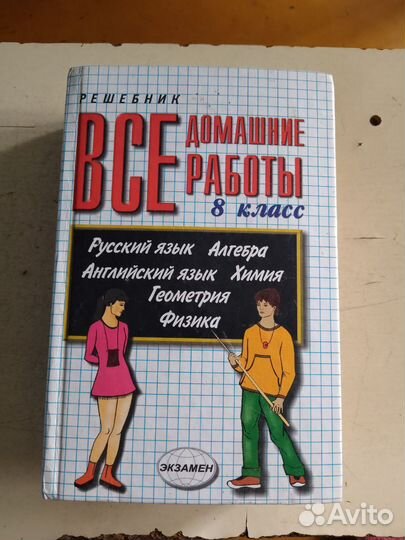 РЕШЕБНИК
ВСЕ ДОМАШНИЕ
РАБОТЫ
8 класс
Русский язык Алгебра
Английский язык Химия
Геометрия
Физика
ЭКЗАМЕН
Avito